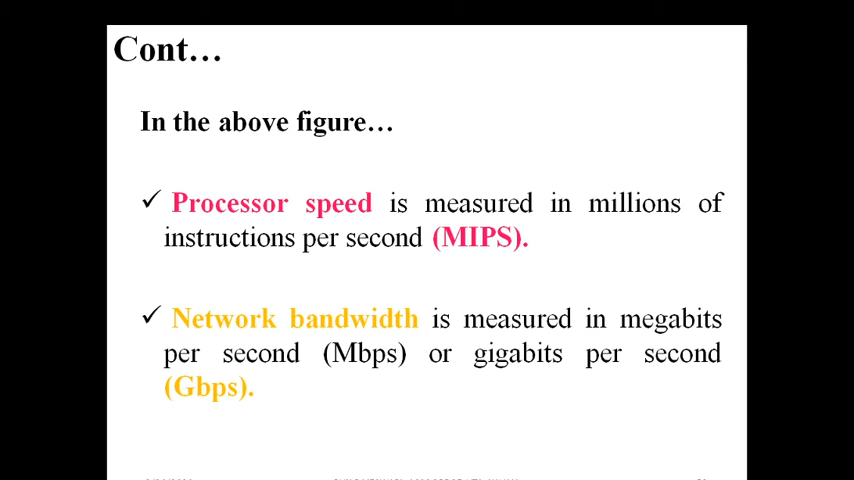 Cont…
In the above figure…
✓ Processor speed is measured in millions of
instructions per second (MIPS).
✓ Network bandwidth is measured in megabits
per second (Mbps) or gigabits per second
(Gbps).